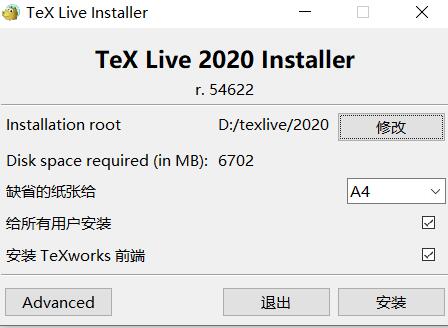 TeX Live Installer
TeX Live 2020 Installer
r. 54622
Installation root D:/texlive/2020 修改
Disk space required (in MB): 6702
缺省的纸张给 A4
给所有用户安装
安装 TeXworks 前端
Advanced 退出 安装